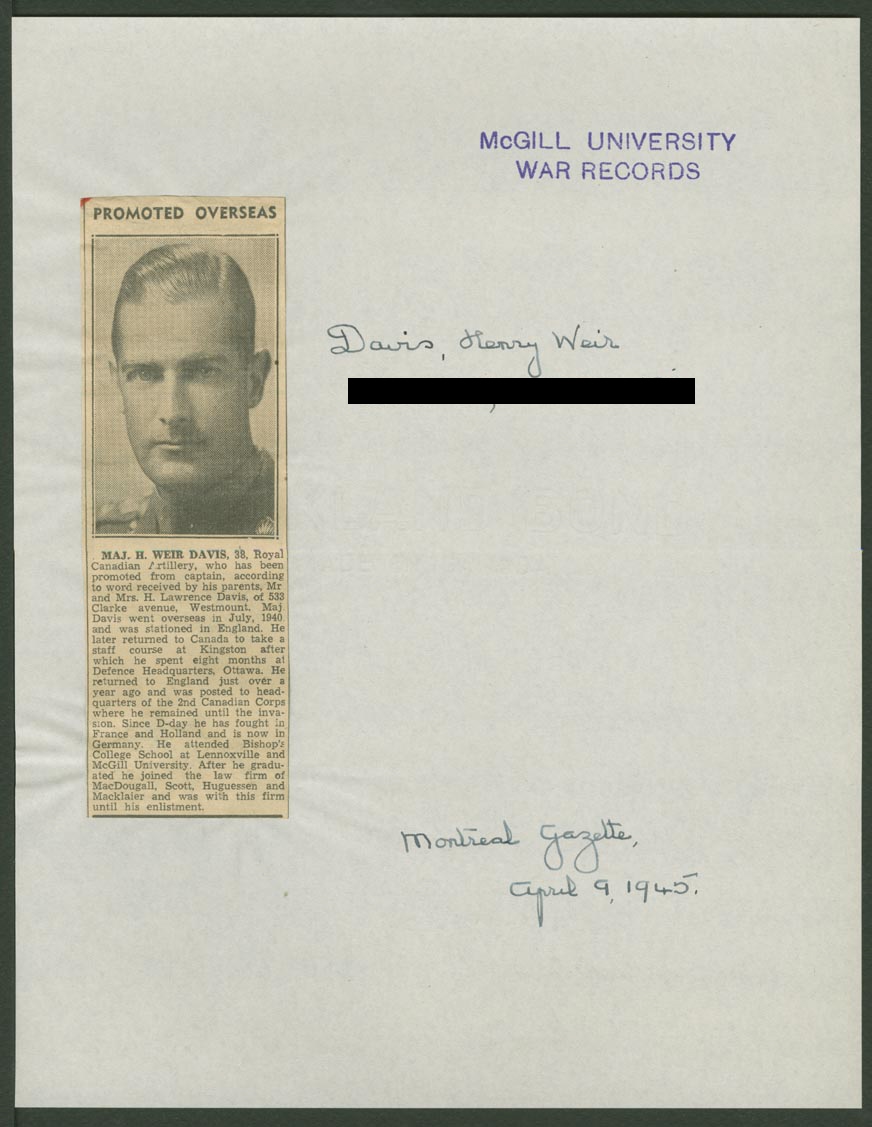 McGILL UNIVERSITY
WAR RECORDS
PROMOTED OVERSEAS
Davis, Henry Weir
MAJ. H. WEIR DAVIS, 38, Royal
Canadian Artillery, who has been
promoted from captain, according
to word received by his parents, Mr
and Mrs. H. Lawrence Davis, of 533
Clarke avenue, Westmount. Maj
Davis went overseas in July, 1940
and was stationed in England. He
later returned to Canada to take a
staff course at Kingston after
which he spent eight months at
Defence Headquarters, Ottawa. He
returned to England just over a
year ago and was posted to head-
quarters of the 2nd Canadian Corps
where he remained until the inva-
sion. Since D-day he has fought in
France and Holland and is now in
Germany. He attended Bishop's
College School at Lennoxville and
McGill University. After he gradu-
ated he joined the law firm of
MacDougall, Scott, Huguessen and
Macklaier and was with this firm
until his enlistment.
Montreal Gazette,
April 9, 1945.